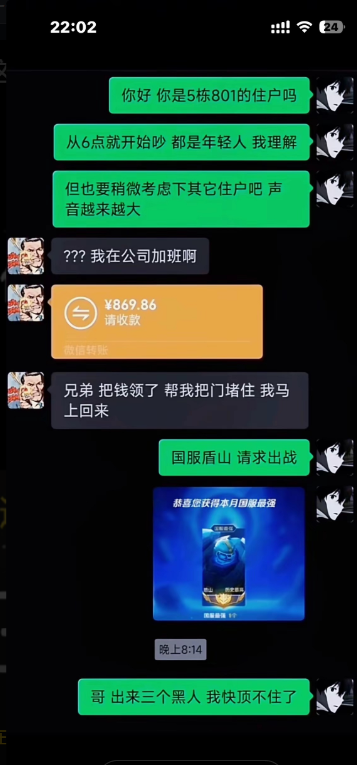 22:02
24
你好 你是5栋801的住户吗
从6点就开始吵 都是年轻人 我理解
但也要稍微考虑下其它住户吧 声
音越来越大
??? 我在公司加班啊
¥869.86
请收款
微信转账
兄弟 把钱领了 帮我把门堵住 我马
上回来
国服盾山 请求出战
恭喜您获得本月国服最强
国服最强
晚上8:14
哥 出来三个黑人 我快顶不住了